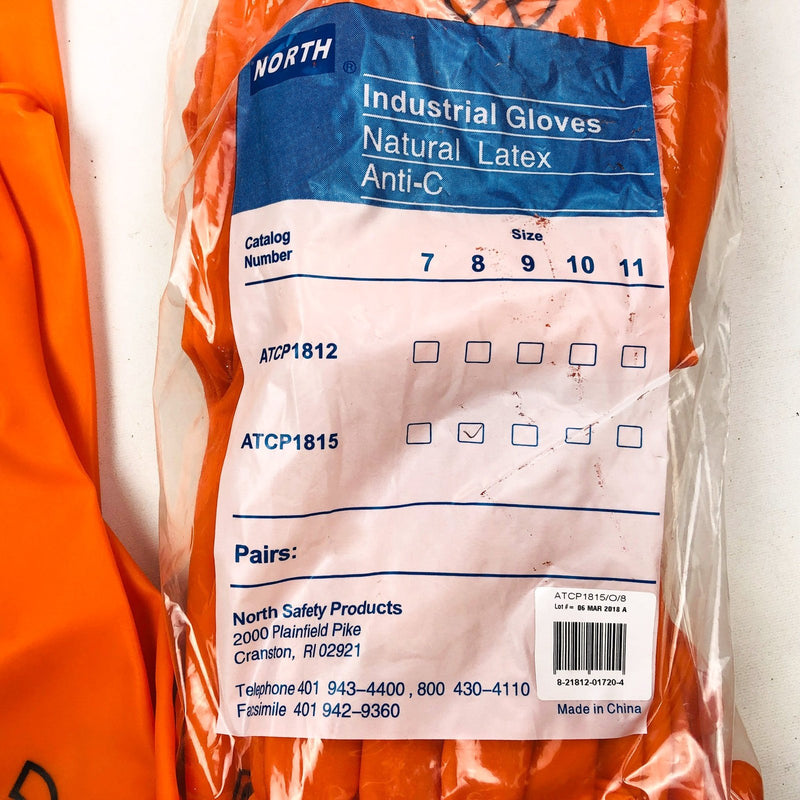 NORTH ®
Industrial Gloves
Natural Latex
Anti-C
Catalog
Number
Size
7 8 9 10 11
ATCP1812
ATCP1815
Pairs:
North Safety Products
2000 Plainfield Pike
Cranston, RI 02921
Telephone 401 943-4400, 800 430-4110
Facsimile 401 942-9360
ATCP1815/O/8
Lot # = 06 MAR 2018 A
8-21812-01720-4
Made in China